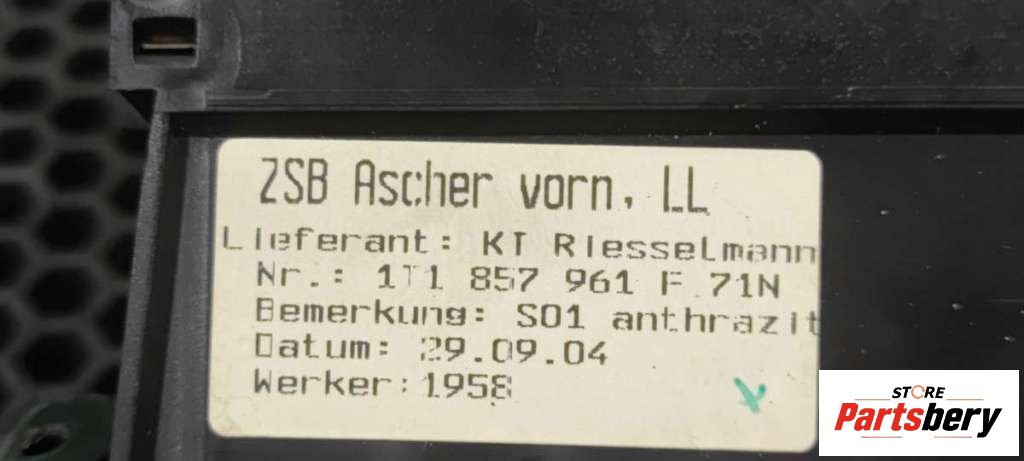 ZSB Ascher vorn, LL
Lieferant: KT Riesselmann
Nr.: 1T1 857 961 F 71N
Bemerkung: S01 anthrazit
Datum: 29.09.04
Werker: 1958
STORE
Partsbery